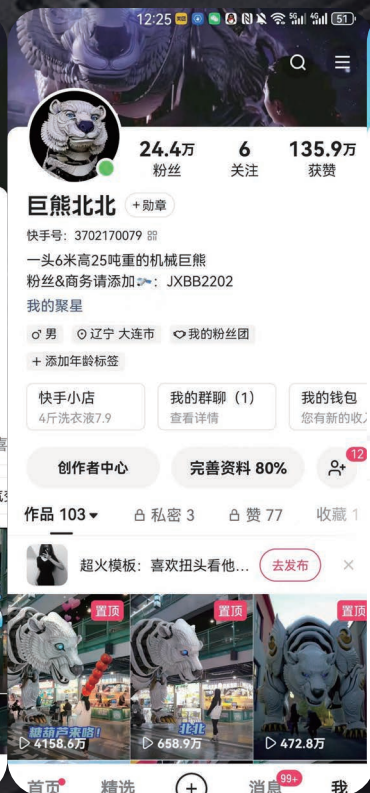 12:25
5G
4G
51
24.4万
粉丝
6
关注
135.9万
获赞
巨熊北北
+勋章
快手号：3702170079
一头6米高25吨重的机械巨熊
粉丝&商务请添加：JXBB2202
我的聚星
男
辽宁 大连市
我的粉丝团
+ 添加年龄标签
快手小店
4斤洗衣液7.9
我的群聊（1）
查看详情
我的钱包
您有新的收
创作者中心
完善资料 80%
12
作品 103
私密 3
赞 77
收藏 1
超火模板：喜欢扭头看他...
去发布
置顶
糖葫芦来咯！
4158.6万
置顶
北北
658.9万
置顶
472.8万
首页
精选
消息
99+
我